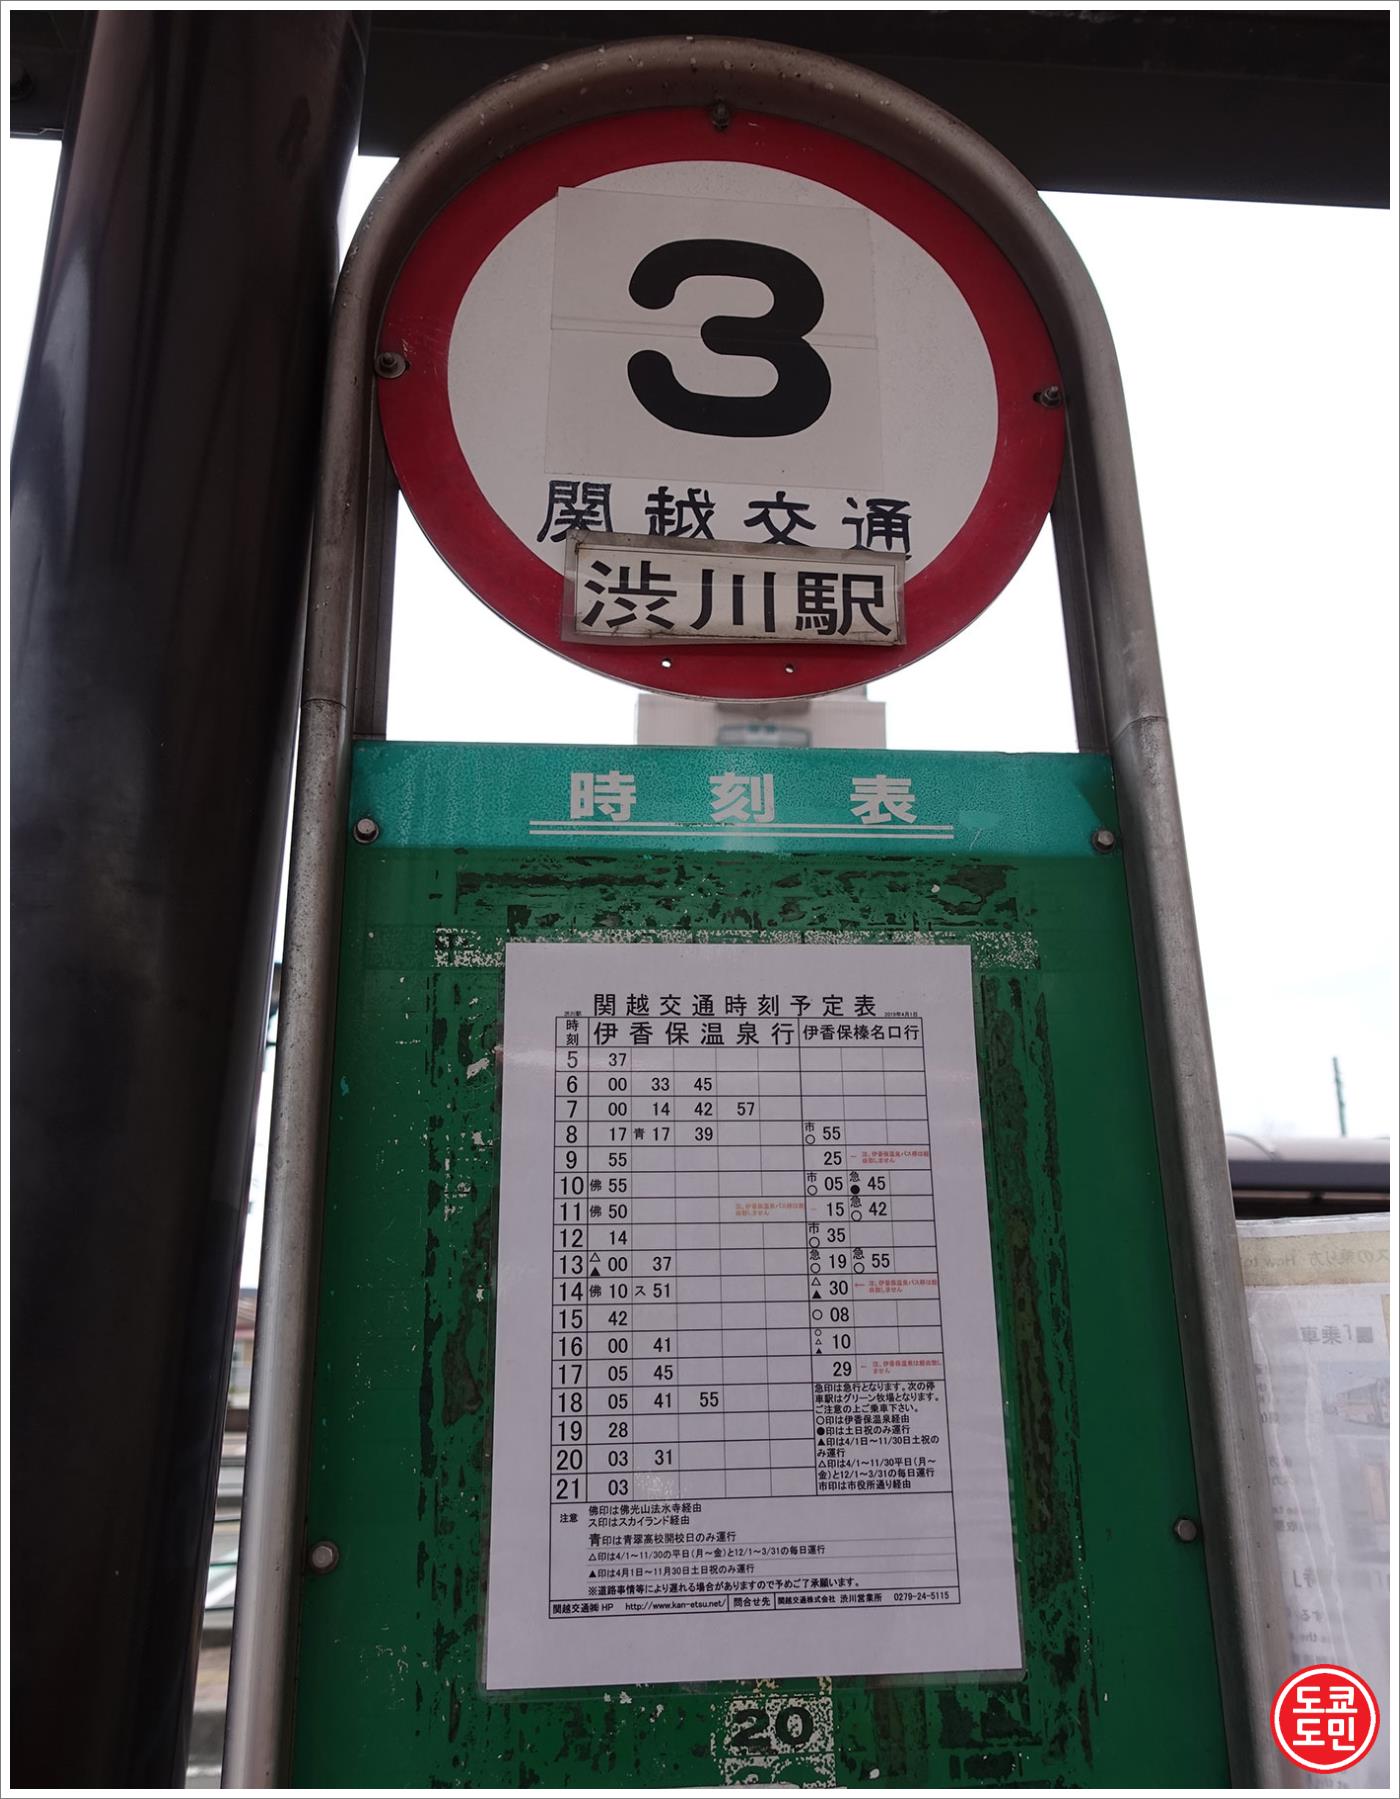 3
関越交通
渋川駅
時刻表
関越交通時刻予定表
渋川駅 2019年4月1日
時刻 伊香保温泉行 伊香保榛名口行
5 37
6 00 33 45
7 00 14 42 57
8 17 青17 39 市○55
9 55 25
10 佛55 市○05 急●45
11 佛50 15 急○42
12 14 市○35
13 △▲00 37 急○19 急○55
14 佛10 ス51 △▲30
15 42 ○08
16 00 41 ○△▲10
17 05 45 29
18 05 41 55
19 28
20 03 31
21 03
急印は急行となります。次の停
車駅はグリーン牧場となります。
ご注意の上ご乗車下さい。
○印は伊香保温泉経由
●印は土日祝のみ運行
▲印は4/1日~11/30日土祝の
み運行
△印は4/1~11/30平日(月~
金)と12/1~3/31の毎日運行
市印は市役所通り経由
注意
佛印は佛光山法水寺経由
ス印はスカイランド経由
青印は青翠高校開校日のみ運行
△印は4/1~11/30の平日(月~金)と12/1~3/31の毎日運行
▲印は4月1日~11月30日土日祝のみ運行
※道路事情等により遅れる場合がありますので予めご了承願います。
関越交通㈱HP http://www.kan-etsu.net/ 問合せ先 関越交通株式会社 渋川営業所 0279-24-5115
20
도쿄
도민